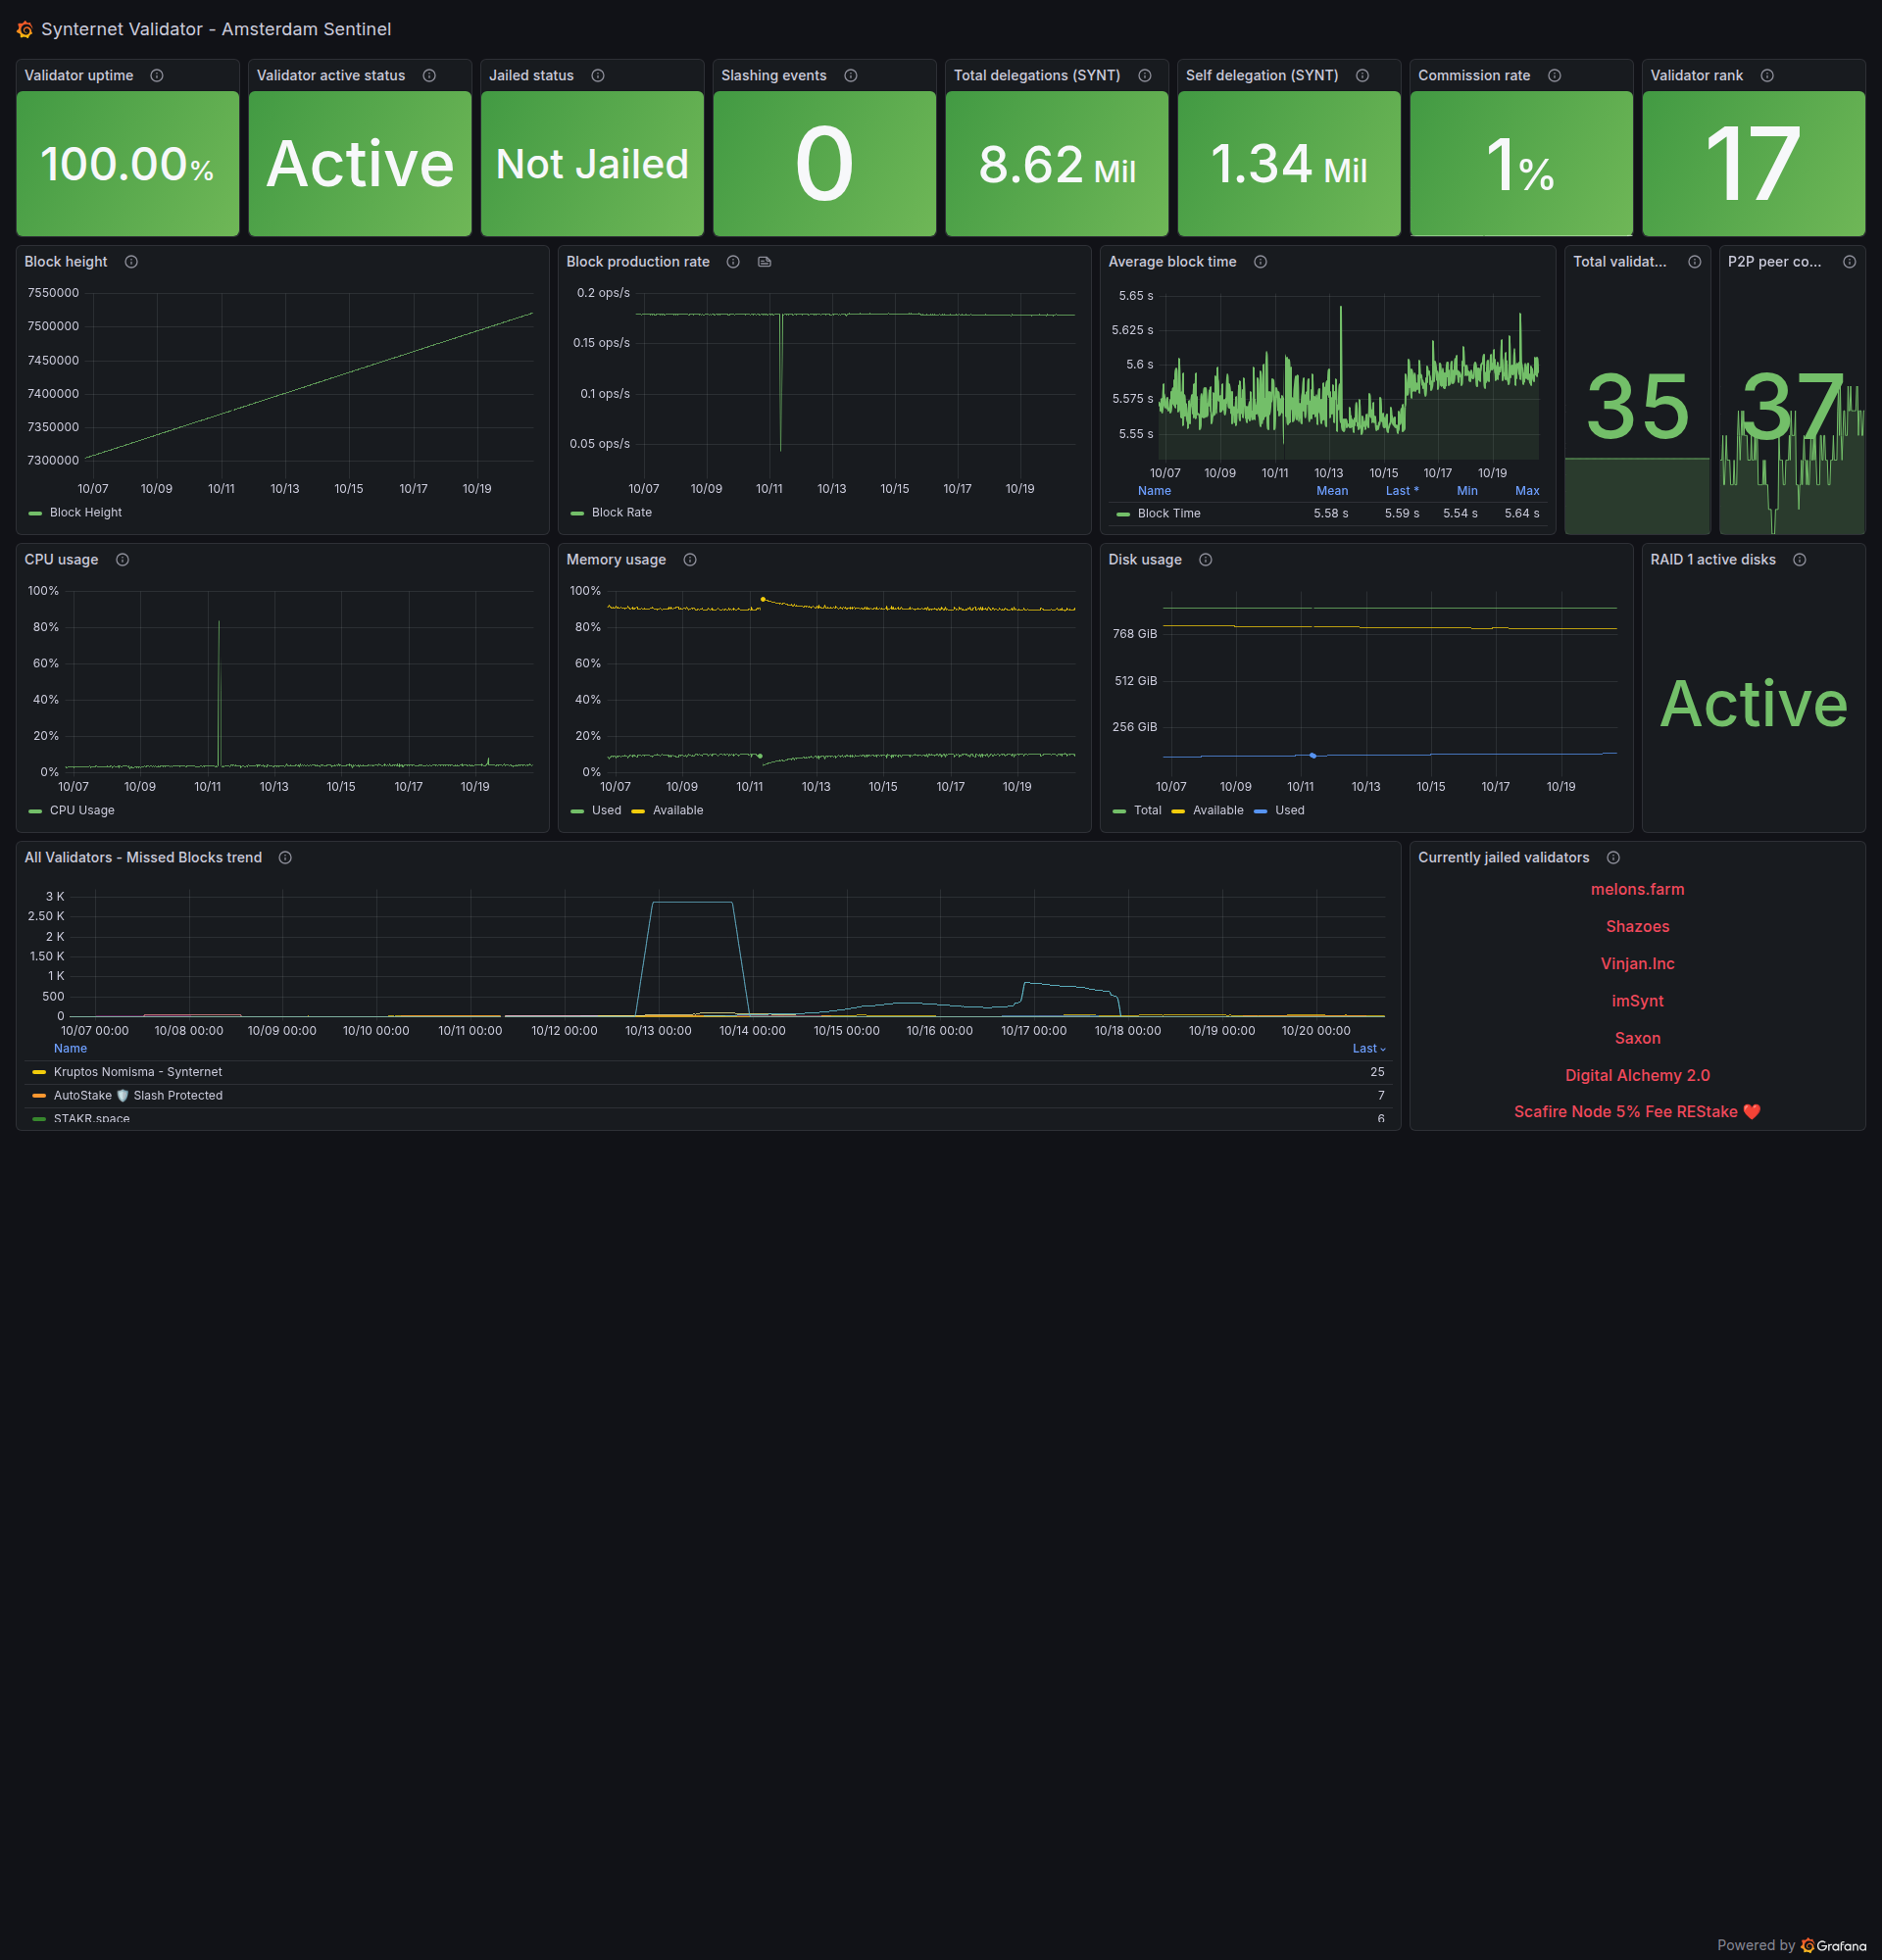 Synternet Validator - Amsterdam Sentinel
Validator uptime
100.00%
Validator active status
Active
Jailed status
Not Jailed
Slashing events
0
Total delegations (SYNT)
8.62 Mil
Self delegation (SYNT)
1.34 Mil
Commission rate
1%
Validator rank
17
Block height
7550000
7500000
7450000
7400000
7350000
7300000
10/07 10/09 10/11 10/13 10/15 10/17 10/19
Block Height
Block production rate
0.2 ops/s
0.15 ops/s
0.1 ops/s
0.05 ops/s
10/07 10/09 10/11 10/13 10/15 10/17 10/19
Block Rate
Average block time
5.65 s
5.625 s
5.6 s
5.575 s
5.55 s
10/07 10/09 10/11 10/13 10/15 10/17 10/19
Name Mean Last * Min Max
Block Time 5.58 s 5.59 s 5.54 s 5.64 s
Total validat...
35
P2P peer co...
37
CPU usage
100%
80%
60%
40%
20%
0%
10/07 10/09 10/11 10/13 10/15 10/17 10/19
CPU Usage
Memory usage
100%
80%
60%
40%
20%
0%
10/07 10/09 10/11 10/13 10/15 10/17 10/19
Used Available
Disk usage
768 GiB
512 GiB
256 GiB
10/07 10/09 10/11 10/13 10/15 10/17 10/19
Total Available Used
RAID 1 active disks
Active
All Validators - Missed Blocks trend
3 K
2.50 K
2 K
1.50 K
1 K
500
0
10/07 00:00 10/08 00:00 10/09 00:00 10/10 00:00 10/11 00:00 10/12 00:00 10/13 00:00 10/14 00:00 10/15 00:00 10/16 00:00 10/17 00:00 10/18 00:00 10/19 00:00 10/20 00:00
Name Last
Kruptos Nomisma - Synternet 25
AutoStake 🛡️ Slash Protected 7
STAKR.space 6
Currently jailed validators
melons.farm
Shazoes
Vinjan.Inc
imSynt
Saxon
Digital Alchemy 2.0
Scafire Node 5% Fee REStake ❤️
Powered by Grafana